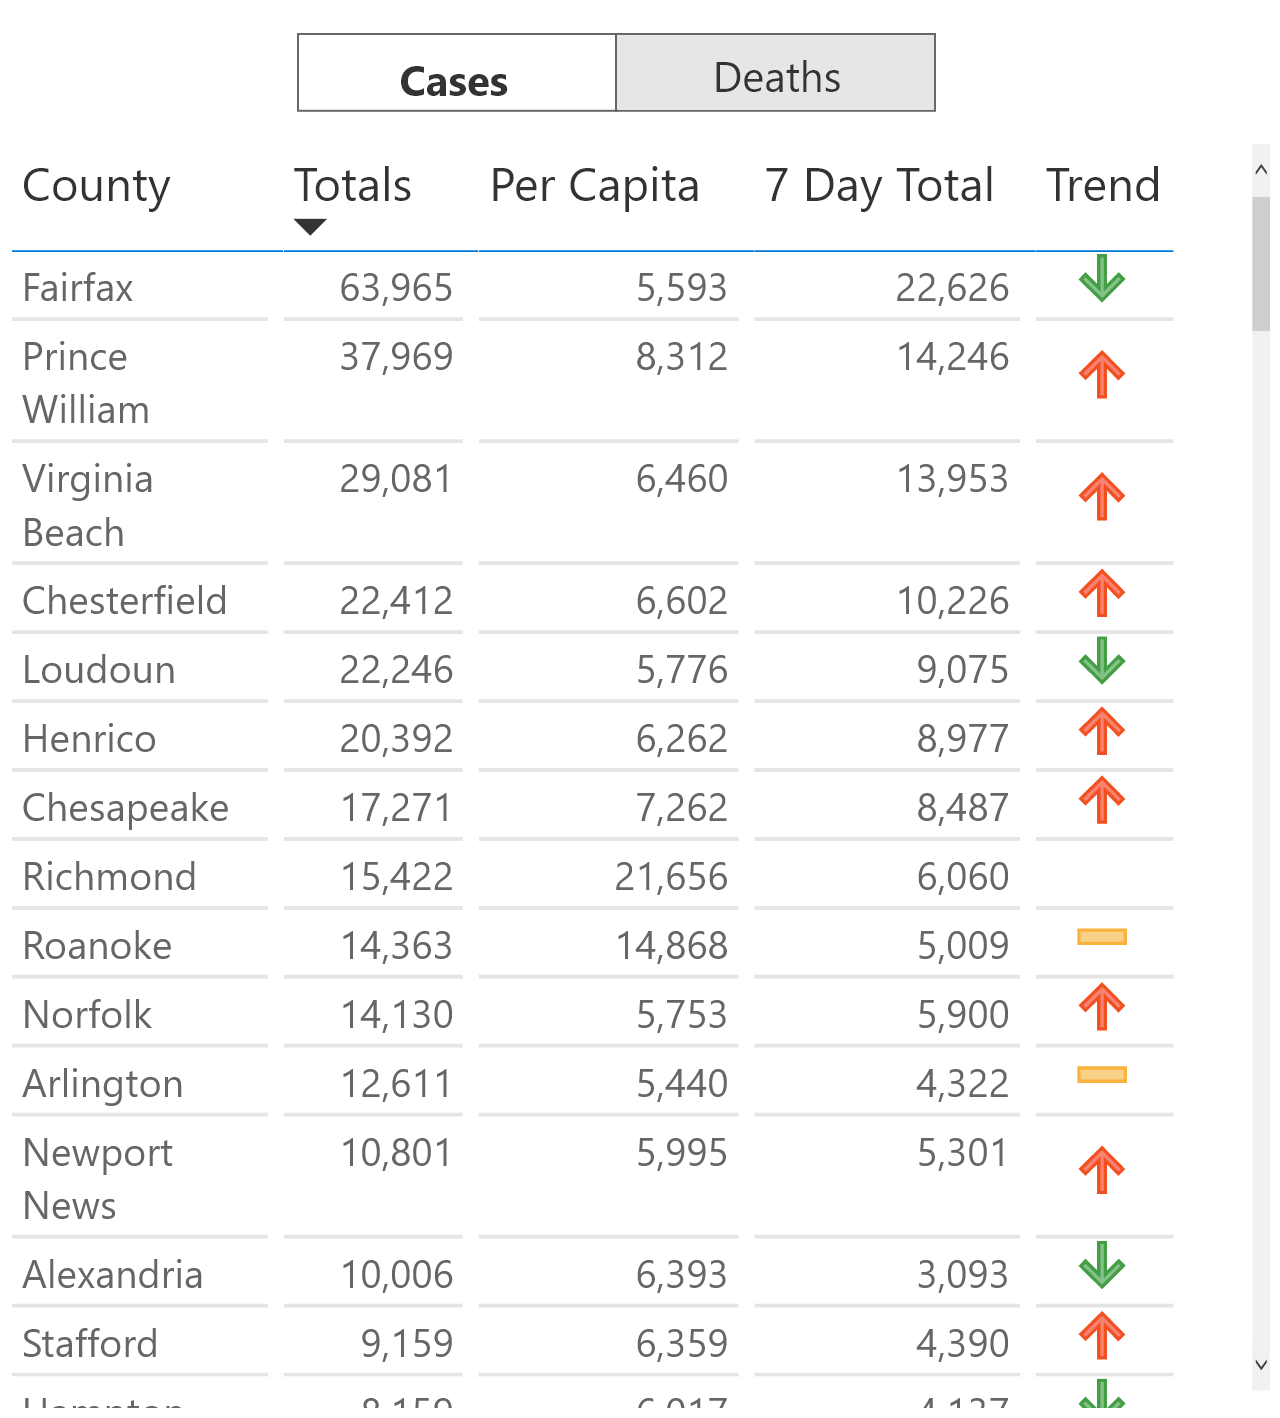 Cases Deaths
County Totals Per Capita 7 Day Total Trend
Fairfax 63,965 5,593 22,626
Prince 37,969 8,312 14,246
William
Virginia 29,081 6,460 13,953
Beach
Chesterfield 22,412 6,602 10,226
Loudoun 22,246 5,776 9,075
Henrico 20,392 6,262 8,977
Chesapeake 17,271 7,262 8,487
Richmond 15,422 21,656 6,060
Roanoke 14,363 14,868 5,009
Norfolk 14,130 5,753 5,900
Arlington 12,611 5,440 4,322
Newport 10,801 5,995 5,301
News
Alexandria 10,006 6,393 3,093
Stafford 9,159 6,359 4,390